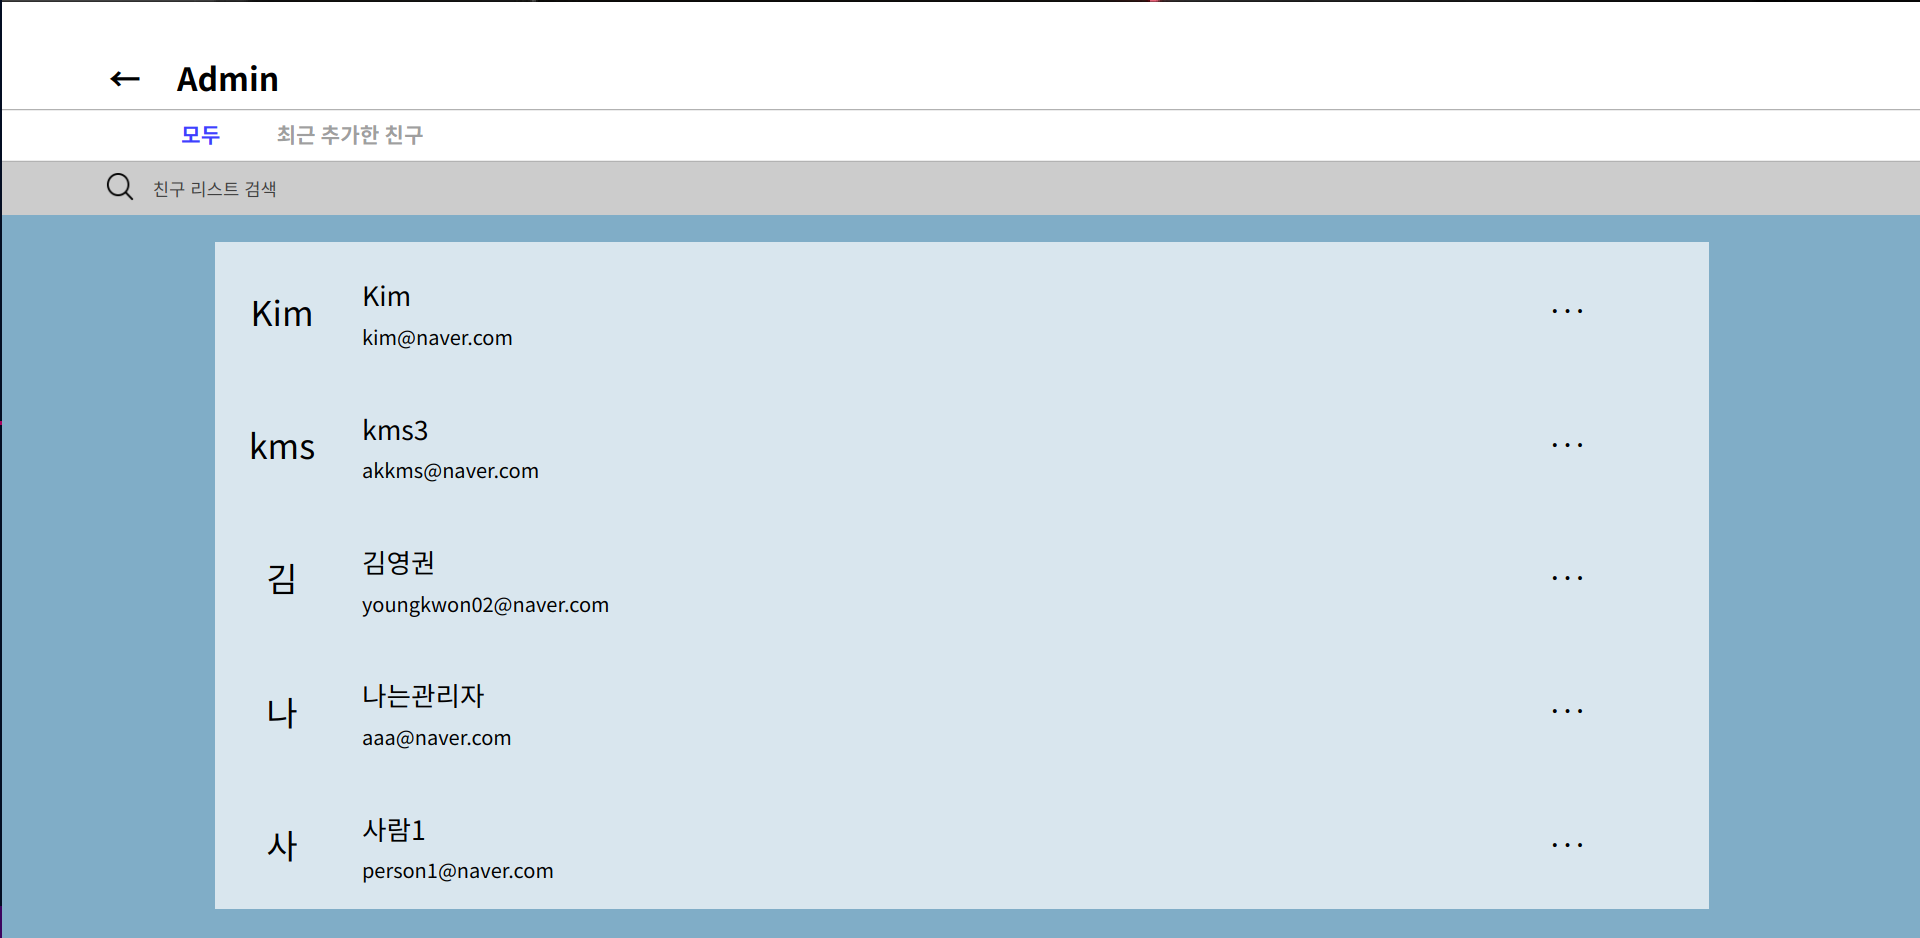 ← Admin
모두 최근 추가한 친구
친구 리스트 검색
Kim
Kim
kim@naver.com
...
kms
kms3
akkms@naver.com
...
김
김영권
youngkwon02@naver.com
...
나
나는관리자
aaa@naver.com
...
사
사람1
person1@naver.com
...